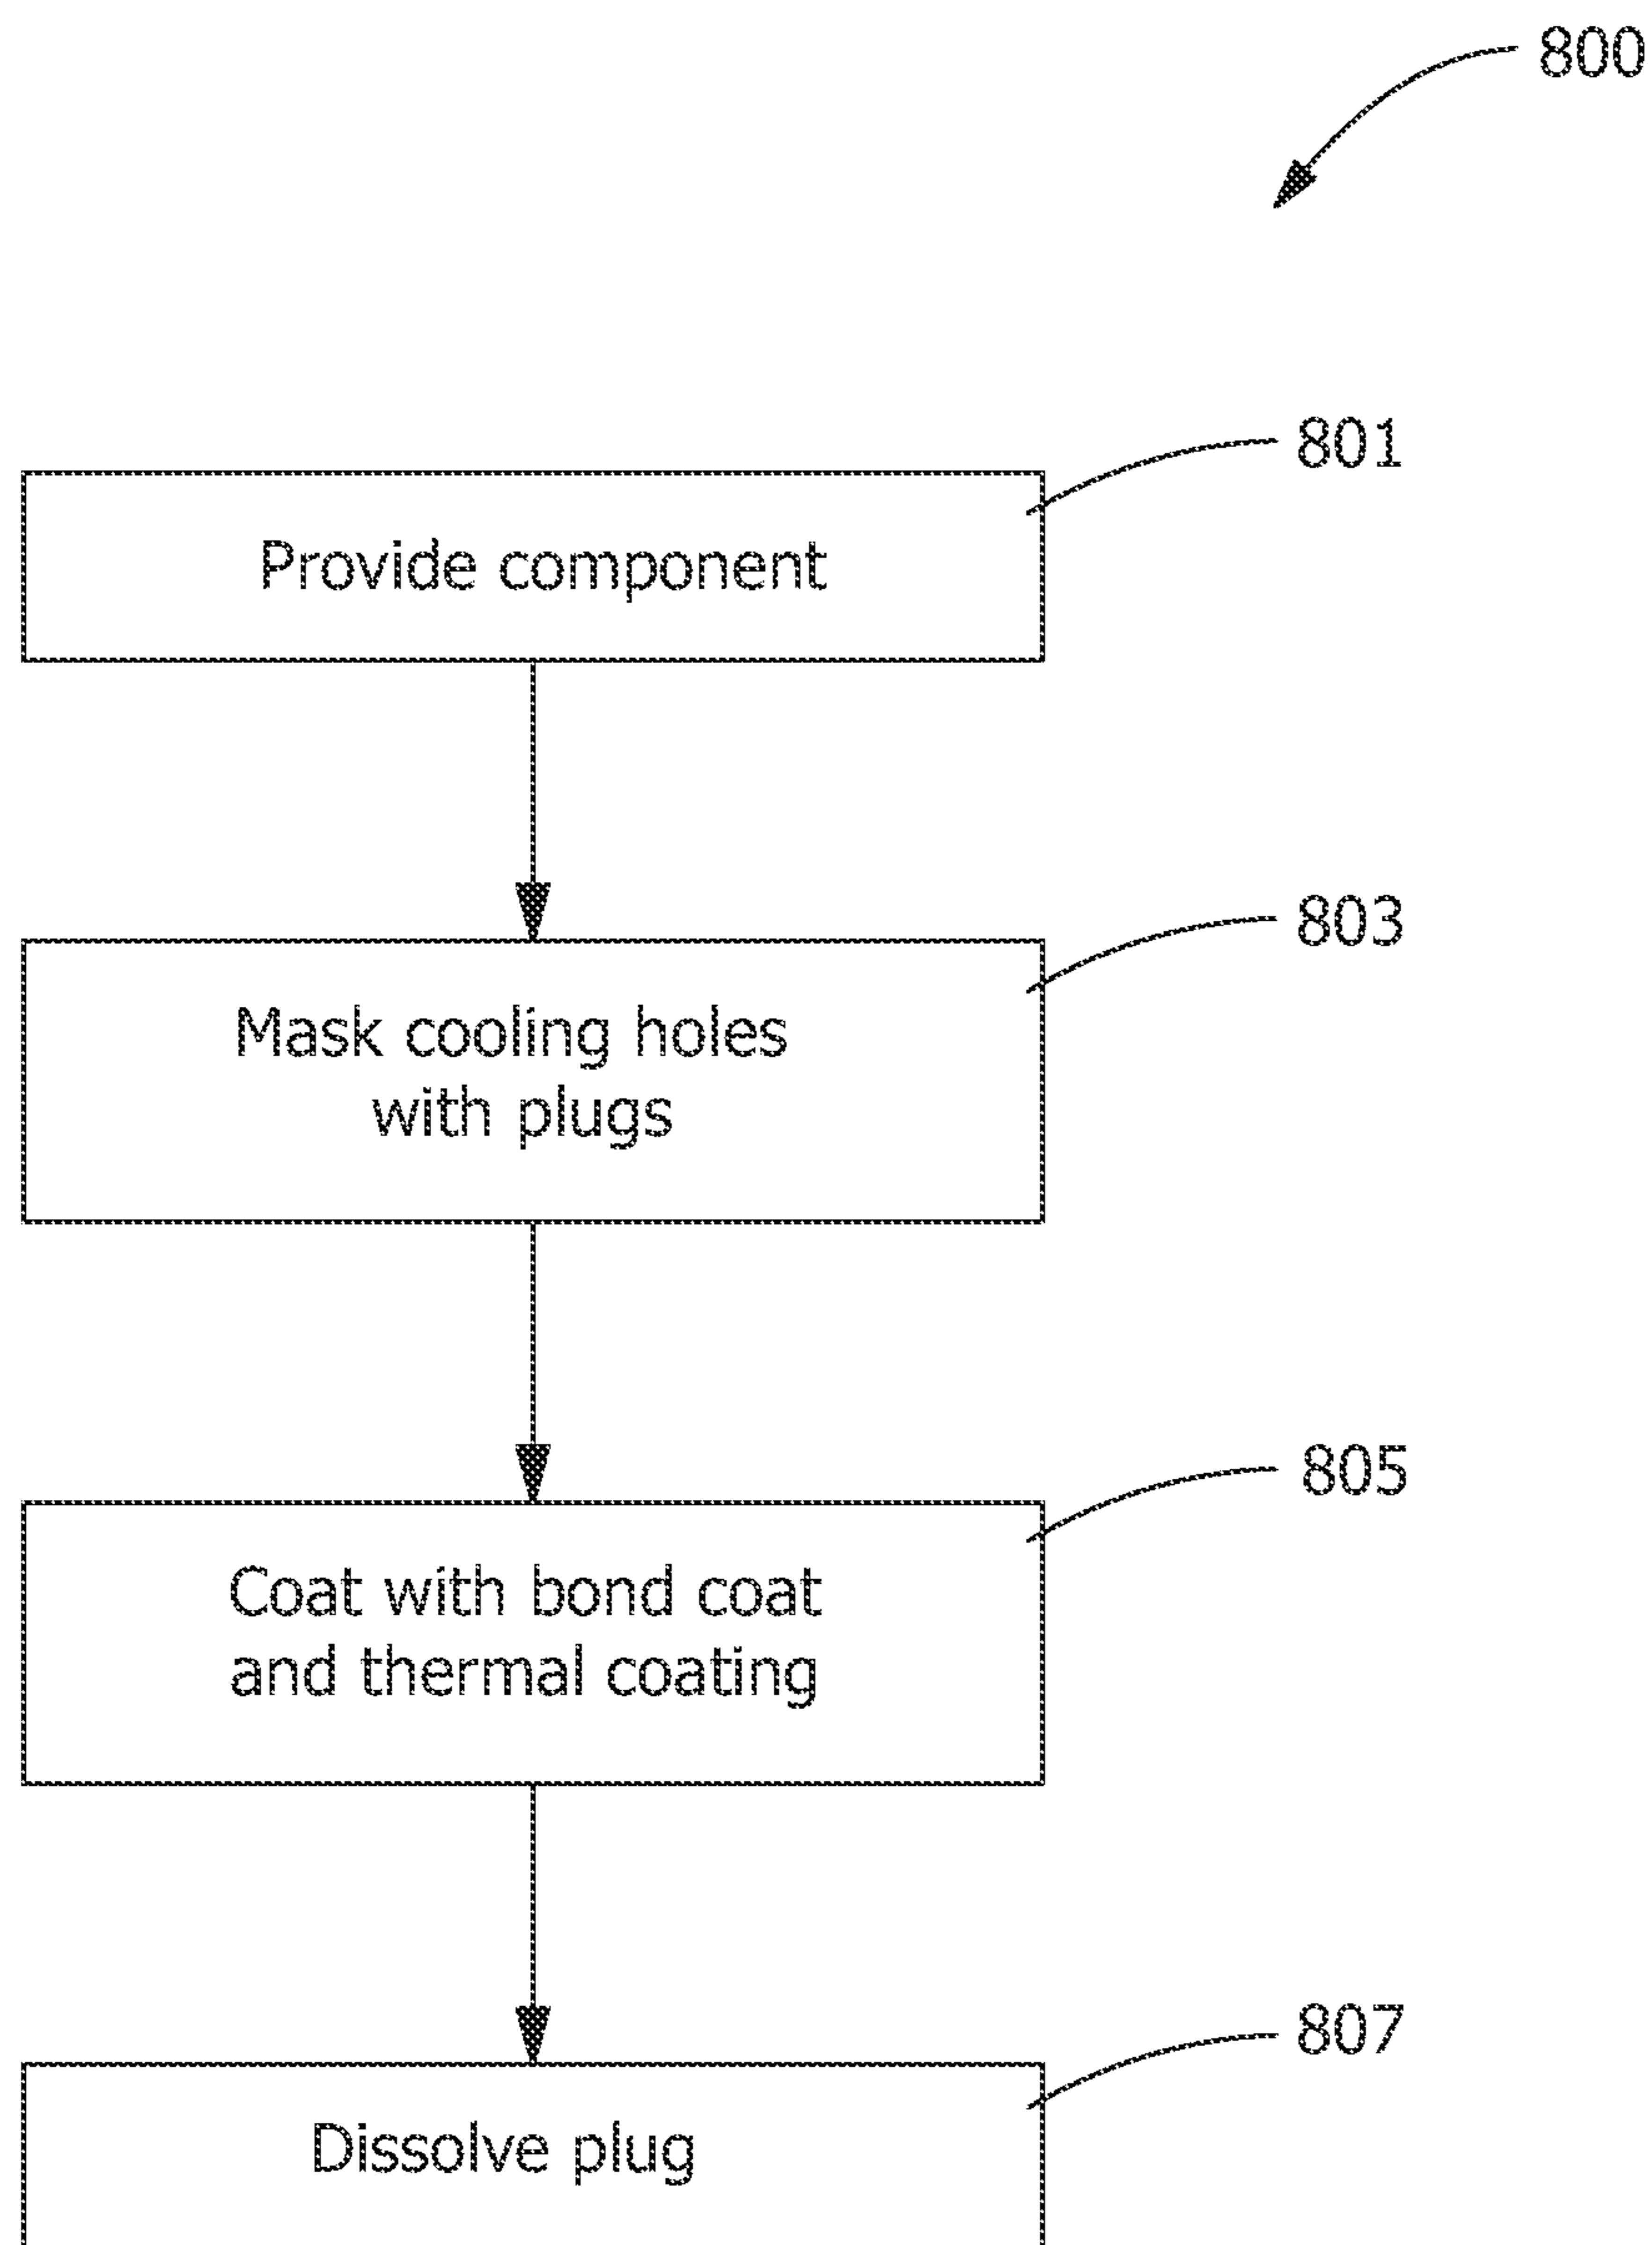 800
801
Provide component
803
Mask cooling holes
with plugs
805
Coat with bond coat
and thermal coating
807
Dissolve plug